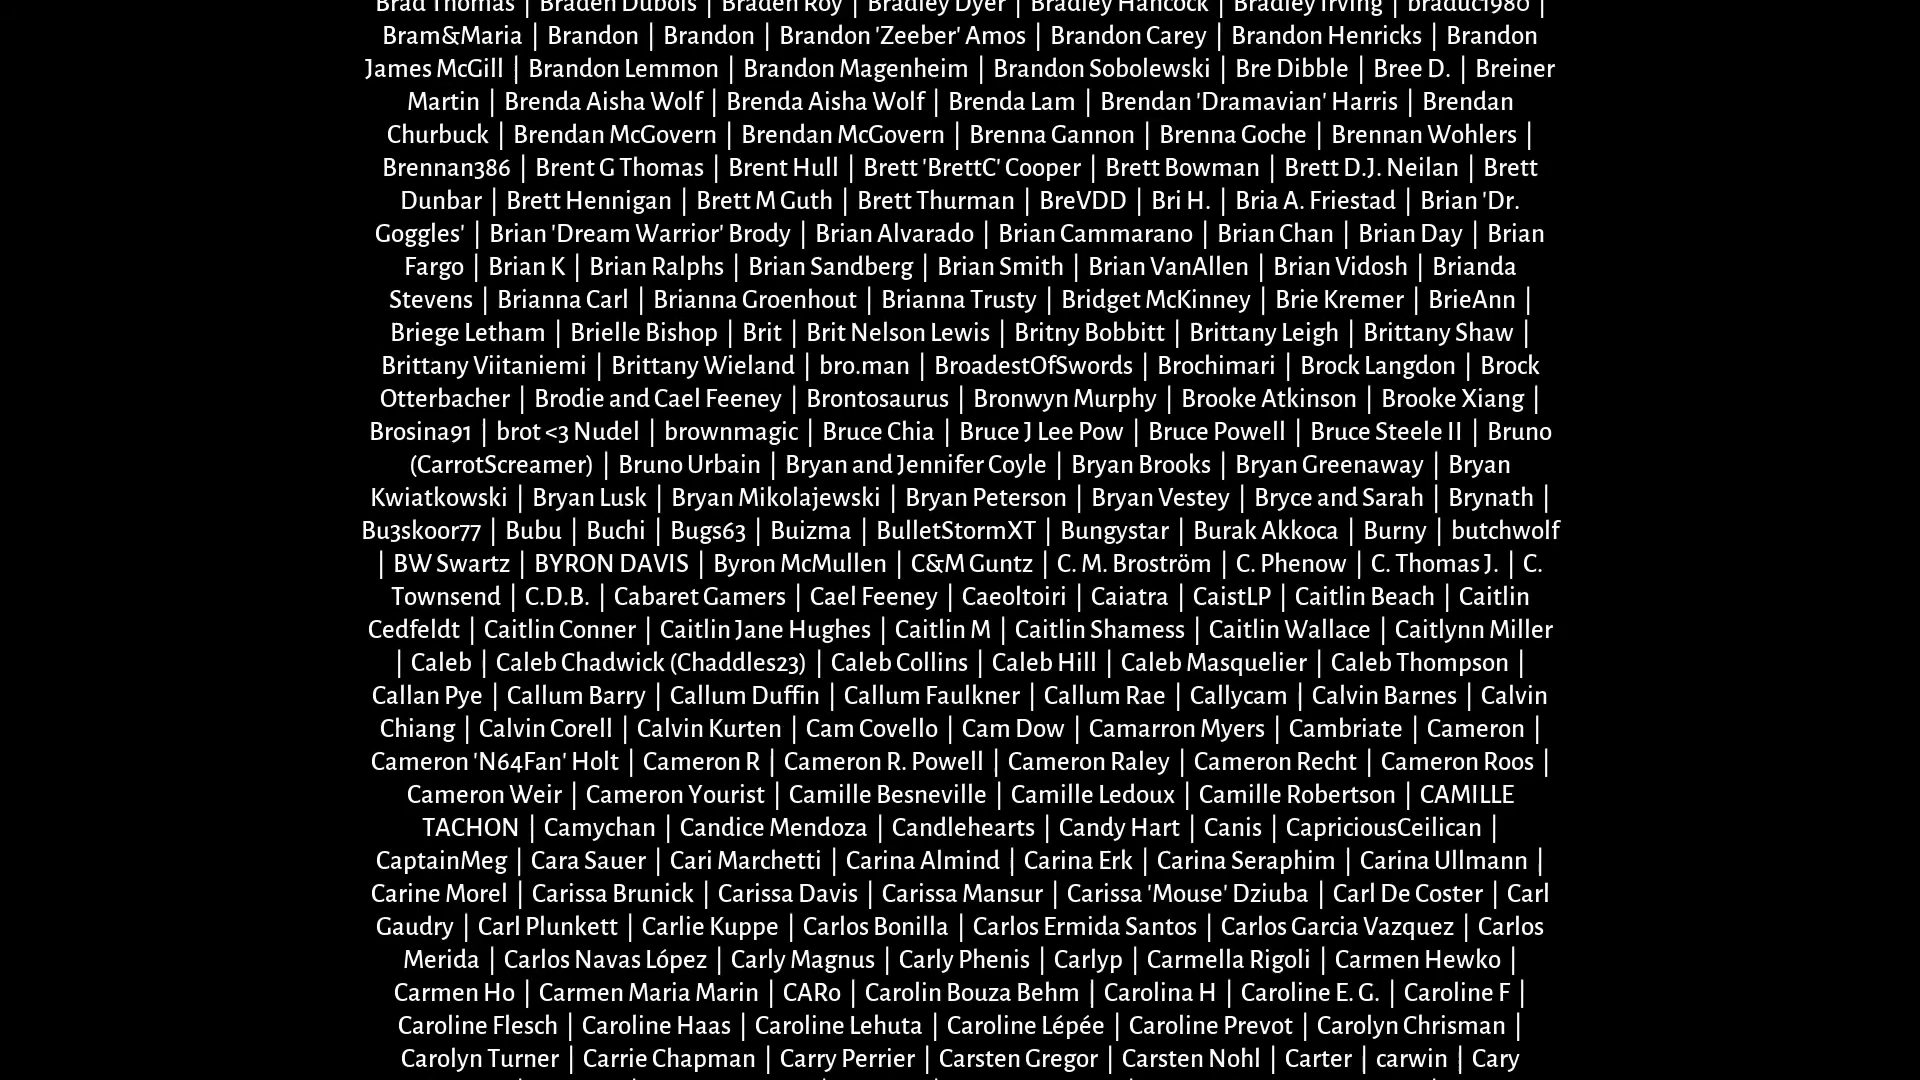 Brad Thomas | Braden Dubois | Braden Roy | Bradley Dyer | Bradley Hancock | Bradley Irving | braduc1980 |
Bram&Maria | Brandon | Brandon | Brandon 'Zeeber' Amos | Brandon Carey | Brandon Henricks | Brandon
James McGill | Brandon Lemmon | Brandon Magenheim | Brandon Sobolewski | Bre Dibble | Bree D. | Breiner
Martin | Brenda Aisha Wolf | Brenda Aisha Wolf | Brenda Lam | Brendan 'Dramavian' Harris | Brendan
Churbuck | Brendan McGovern | Brendan McGovern | Brenna Gannon | Brenna Goche | Brennan Wohlers |
Brennan386 | Brent G Thomas | Brent Hull | Brett 'BrettC' Cooper | Brett Bowman | Brett D.J. Neilan | Brett
Dunbar | Brett Hennigan | Brett M Guth | Brett Thurman | BreVDD | Bri H. | Bria A. Friestad | Brian 'Dr.
Goggles' | Brian 'Dream Warrior' Brody | Brian Alvarado | Brian Cammarano | Brian Chan | Brian Day | Brian
Fargo | Brian K | Brian Ralphs | Brian Sandberg | Brian Smith | Brian VanAllen | Brian Vidosh | Brianda
Stevens | Brianna Carl | Brianna Groenhout | Brianna Trusty | Bridget McKinney | Brie Kremer | BrieAnn |
Briege Letham | Brielle Bishop | Brit | Brit Nelson Lewis | Britny Bobbitt | Brittany Leigh | Brittany Shaw |
Brittany Viitaniemi | Brittany Wieland | bro.man | BroadestOfSwords | Brochimari | Brock Langdon | Brock
Otterbacher | Brodie and Cael Feeney | Brontosaurus | Bronwyn Murphy | Brooke Atkinson | Brooke Xiang |
Brosina91 | brot <3 Nudel | brownmagic | Bruce Chia | Bruce J Lee Pow | Bruce Powell | Bruce Steele II | Bruno
(CarrotScreamer) | Bruno Urbain | Bryan and Jennifer Coyle | Bryan Brooks | Bryan Greenaway | Bryan
Kwiatkowski | Bryan Lusk | Bryan Mikolajewski | Bryan Peterson | Bryan Vestey | Bryce and Sarah | Brynath |
Bu3skoor77 | Bubu | Buchi | Bugs63 | Buizma | BulletStormXT | Bungystar | Burak Akkoca | Burny | butchwolf
| BW Swartz | BYRON DAVIS | Byron McMullen | C&M Guntz | C. M. Broström | C. Phenow | C. Thomas J. | C.
Townsend | C.D.B. | Cabaret Gamers | Cael Feeney | Caeoltoiri | Caiatra | CaistLP | Caitlin Beach | Caitlin
Cedfeldt | Caitlin Conner | Caitlin Jane Hughes | Caitlin M | Caitlin Shamess | Caitlin Wallace | Caitlynn Miller
| Caleb | Caleb Chadwick (Chaddles23) | Caleb Collins | Caleb Hill | Caleb Masquelier | Caleb Thompson |
Callan Pye | Callum Barry | Callum Duffin | Callum Faulkner | Callum Rae | Callycam | Calvin Barnes | Calvin
Chiang | Calvin Corell | Calvin Kurten | Cam Covello | Cam Dow | Camarron Myers | Cambriate | Cameron |
Cameron 'N64Fan' Holt | Cameron R | Cameron R. Powell | Cameron Raley | Cameron Recht | Cameron Roos |
Cameron Weir | Cameron Yourist | Camille Besneville | Camille Ledoux | Camille Robertson | CAMILLE
TACHON | Camychan | Candice Mendoza | Candlehearts | Candy Hart | Canis | CapriciousCeilican |
CaptainMeg | Cara Sauer | Cari Marchetti | Carina Almind | Carina Erk | Carina Seraphim | Carina Ullmann |
Carine Morel | Carissa Brunick | Carissa Davis | Carissa Mansur | Carissa 'Mouse' Dziuba | Carl De Coster | Carl
Gaudry | Carl Plunkett | Carlie Kuppe | Carlos Bonilla | Carlos Ermida Santos | Carlos Garcia Vazquez | Carlos
Merida | Carlos Navas López | Carly Magnus | Carly Phenis | Carlyp | Carmella Rigoli | Carmen Hewko |
Carmen Ho | Carmen Maria Marin | CARo | Carolin Bouza Behm | Carolina H | Caroline E. G. | Caroline F |
Caroline Flesch | Caroline Haas | Caroline Lehuta | Caroline Lépée | Caroline Prevot | Carolyn Chrisman |
Carolyn Turner | Carrie Chapman | Carry Perrier | Carsten Gregor | Carsten Nohl | Carter | carwin | Cary